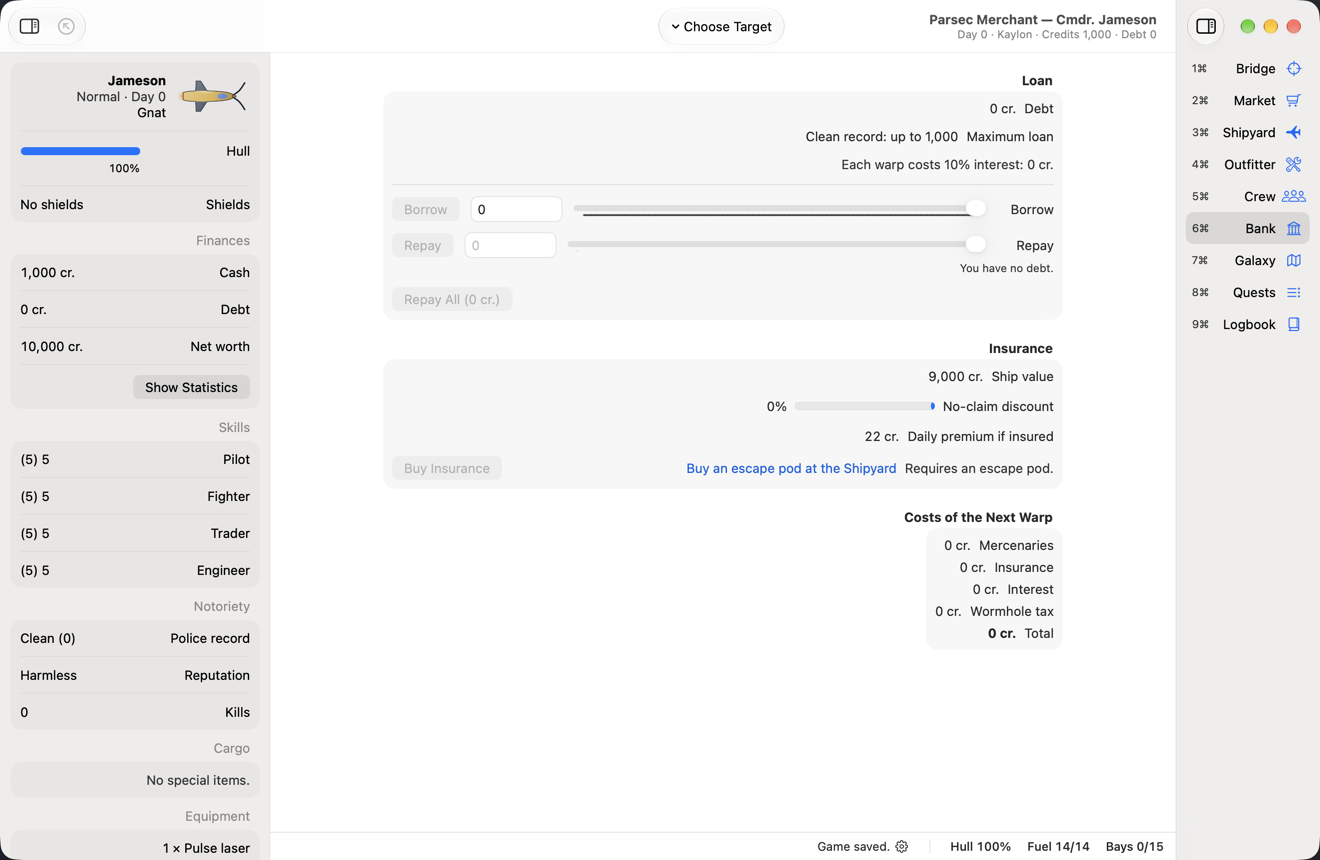 Choose Target
Parsec Merchant — Cmdr. Jameson
Day 0 · Kaylon · Credits 1,000 · Debt 0
Bridge 1⌘
Market 2⌘
Shipyard 3⌘
Outfitter 4⌘
Crew 5⌘
Bank 6⌘
Galaxy 7⌘
Quests 8⌘
Logbook 9⌘
Jameson
Normal · Day 0
Gnat
Hull
100%
Shields No shields
Finances
Cash 1,000 cr.
Debt 0 cr.
Net worth 10,000 cr.
Show Statistics
Skills
Pilot (5) 5
Fighter (5) 5
Trader (5) 5
Engineer (5) 5
Notoriety
Police record Clean (0)
Reputation Harmless
Kills 0
Cargo
No special items.
Equipment
1 × Pulse laser
Loan
Debt 0 cr.
Maximum loan Clean record: up to 1,000
Each warp costs 10% interest: 0 cr.
Borrow 0 Borrow
Repay 0 Repay
You have no debt.
Repay All (0 cr.)
Insurance
Ship value 9,000 cr.
No-claim discount 0%
Daily premium if insured 22 cr.
Requires an escape pod. Buy an escape pod at the Shipyard Buy Insurance
Costs of the Next Warp
Mercenaries 0 cr.
Insurance 0 cr.
Interest 0 cr.
Wormhole tax 0 cr.
Total 0 cr.
Game saved.
Hull 100% Fuel 14/14 Bays 0/15